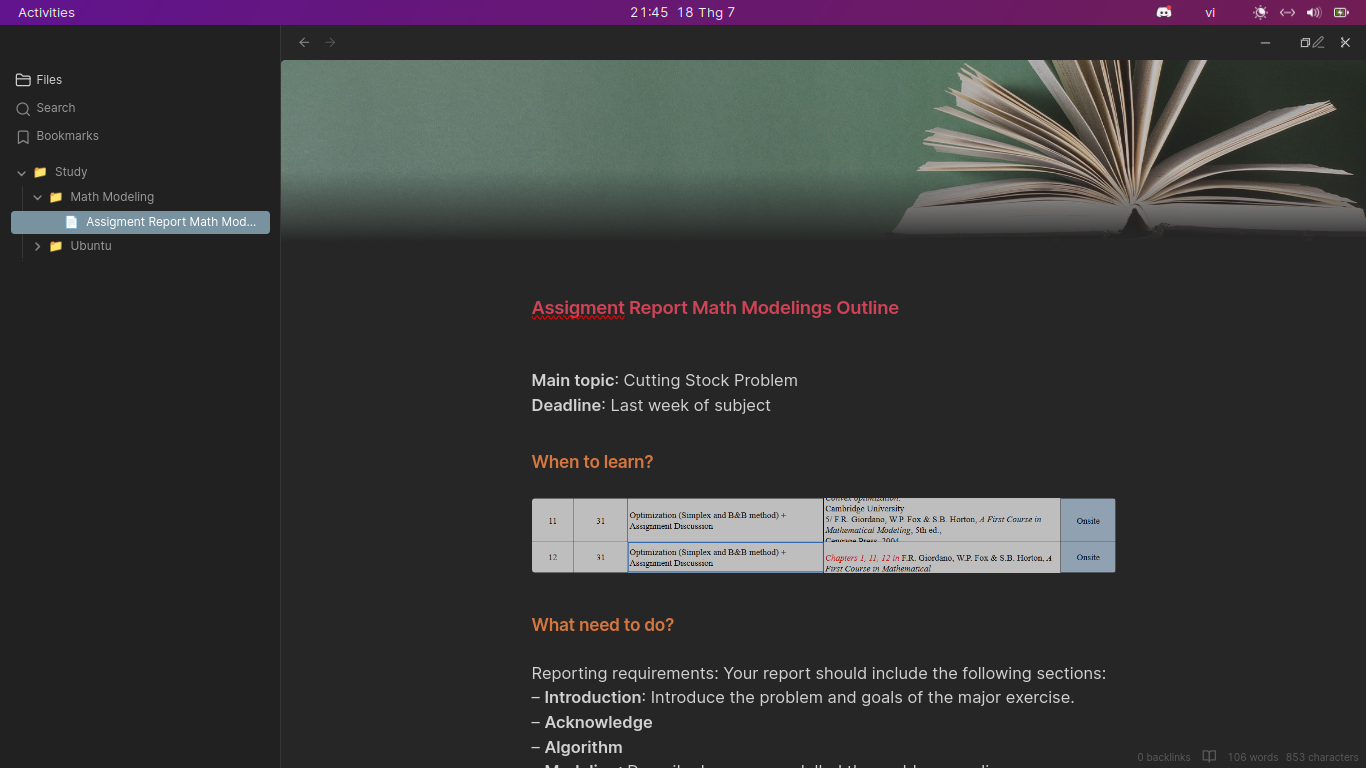 Activities
21:45 18 Thg 7
vi
Files
Search
Bookmarks
Study
Math Modeling
Assigment Report Math Mod...
Ubuntu
Assigment Report Math Modelings Outline
Main topic: Cutting Stock Problem
Deadline: Last week of subject
When to learn?
11
31
Optimization (Simplex and B&B method) +
Assignment Discussion
Convex optimization.
Cambridge University
5/ F.R. Giordano, W.P. Fox & S.B. Horton, A First Course in
Mathematical Modeling, 5th ed.,
Cengage Press, 2004
Onsite
12
31
Optimization (Simplex and B&B method) +
Assignment Discussion
Chapters 1, 11, 12 in F.R. Giordano, W.P. Fox & S.B. Horton, A
First Course in Mathematical
Onsite
What need to do?
Reporting requirements: Your report should include the following sections:
– Introduction: Introduce the problem and goals of the major exercise.
– Acknowledge
– Algorithm
0 backlinks
106 words
853 characters